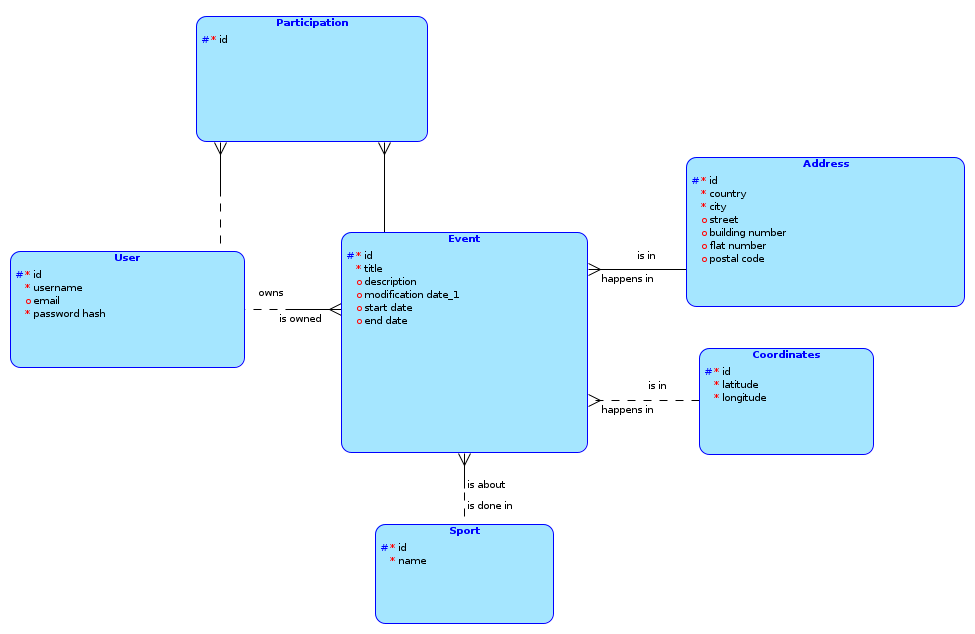 Participation
#* id
Address
#* id
* country
* city
o street
o building number
o flat number
o postal code
User
#* id
* username
o email
* password hash
owns
is owned
Event
#* id
* title
o description
o modification date_1
o start date
o end date
is in
happens in
Coordinates
#* id
* latitude
* longitude
is in
happens in
is about
is done in
Sport
#* id
* name